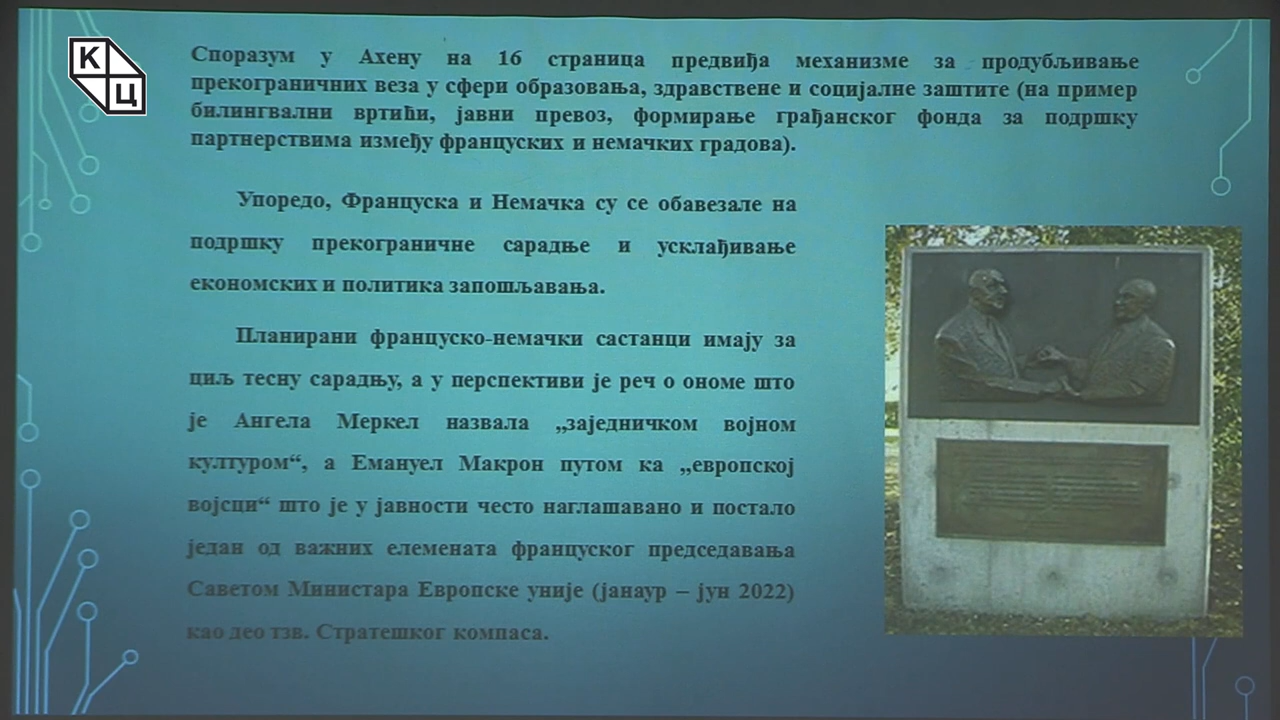 К
Ц
Споразум у Ахену на 16 страница предвиђа механизме за продубљивање
прекограничних веза у сфери образовања, здравствене и социјалне заштите (на пример
билингвални вртићи, јавни превоз, формирање грађанског фонда за подршку
партнерствима између француских и немачких градова).
Упоредо, Француска и Немачка су се обавезале на
подршку прекограничне сарадње и усклађивање
економских и политика запошљавања.
Планирани француско-немачки састанци имају за
циљ тесну сарадњу, а у перспективи је реч о ономе што
је Ангела Меркел назвала „заједничком војном
културом“, а Емануел Макрон путом ка „европској
војсци“ што је у јавности често наглашавано и постало
један од важних елемената француског председавања
Саветом Министара Европске уније (јанаур – јун 2022)
као део тзв. Стратешког компаса.